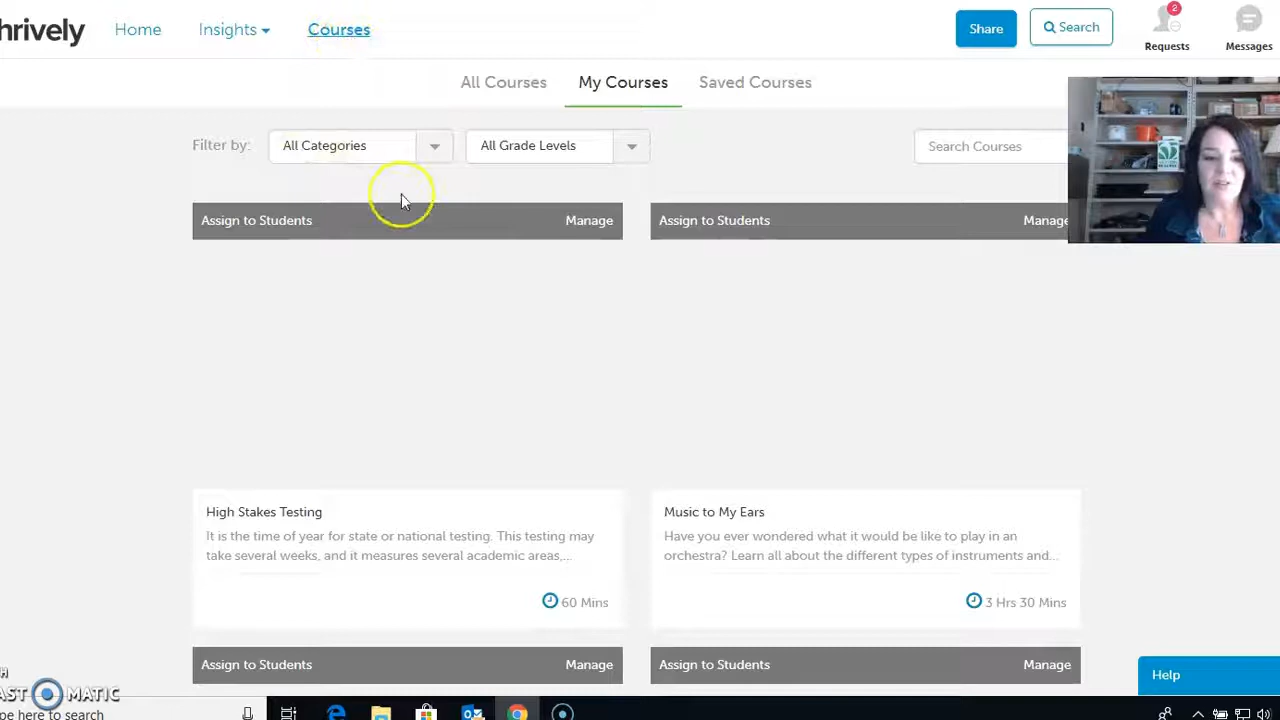 hrively
Home
Insights
Courses
Share
Search
2
Requests
Messages
All Courses
My Courses
Saved Courses
Filter by:
All Categories
All Grade Levels
Search Courses
Assign to Students
Manage
Assign to Students
Manage
High Stakes Testing
It is the time of year for state or national testing. This testing may
take several weeks, and it measures several academic areas,...
60 Mins
Music to My Ears
Have you ever wondered what it would be like to play in an
orchestra? Learn all about the different types of instruments and...
3 Hrs 30 Mins
Assign to Students
Manage
Assign to Students
Manage
Help
H
AST MATIC
pe here to search